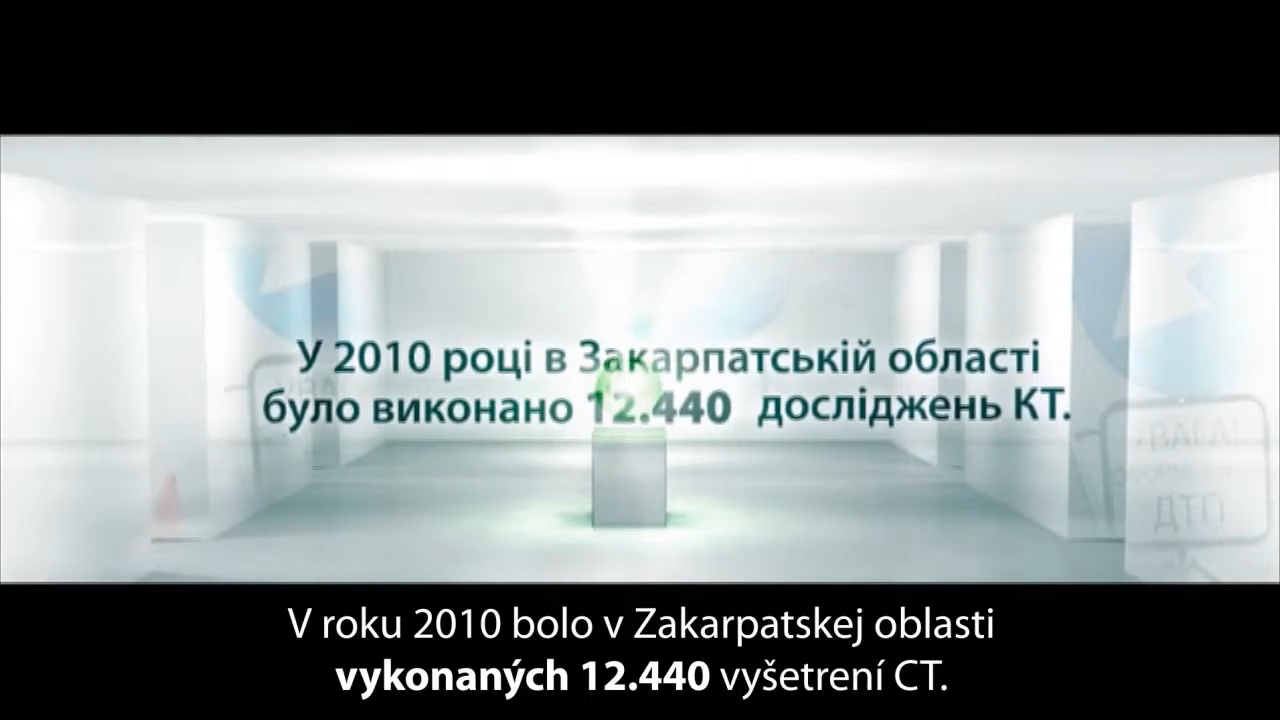 У 2010 році в Закарпатській області
було виконано 12.440 досліджень КТ.
ДТП
V roku 2010 bolo v Zakarpatskej oblasti
vykonaných 12.440 vyšetrení CT.